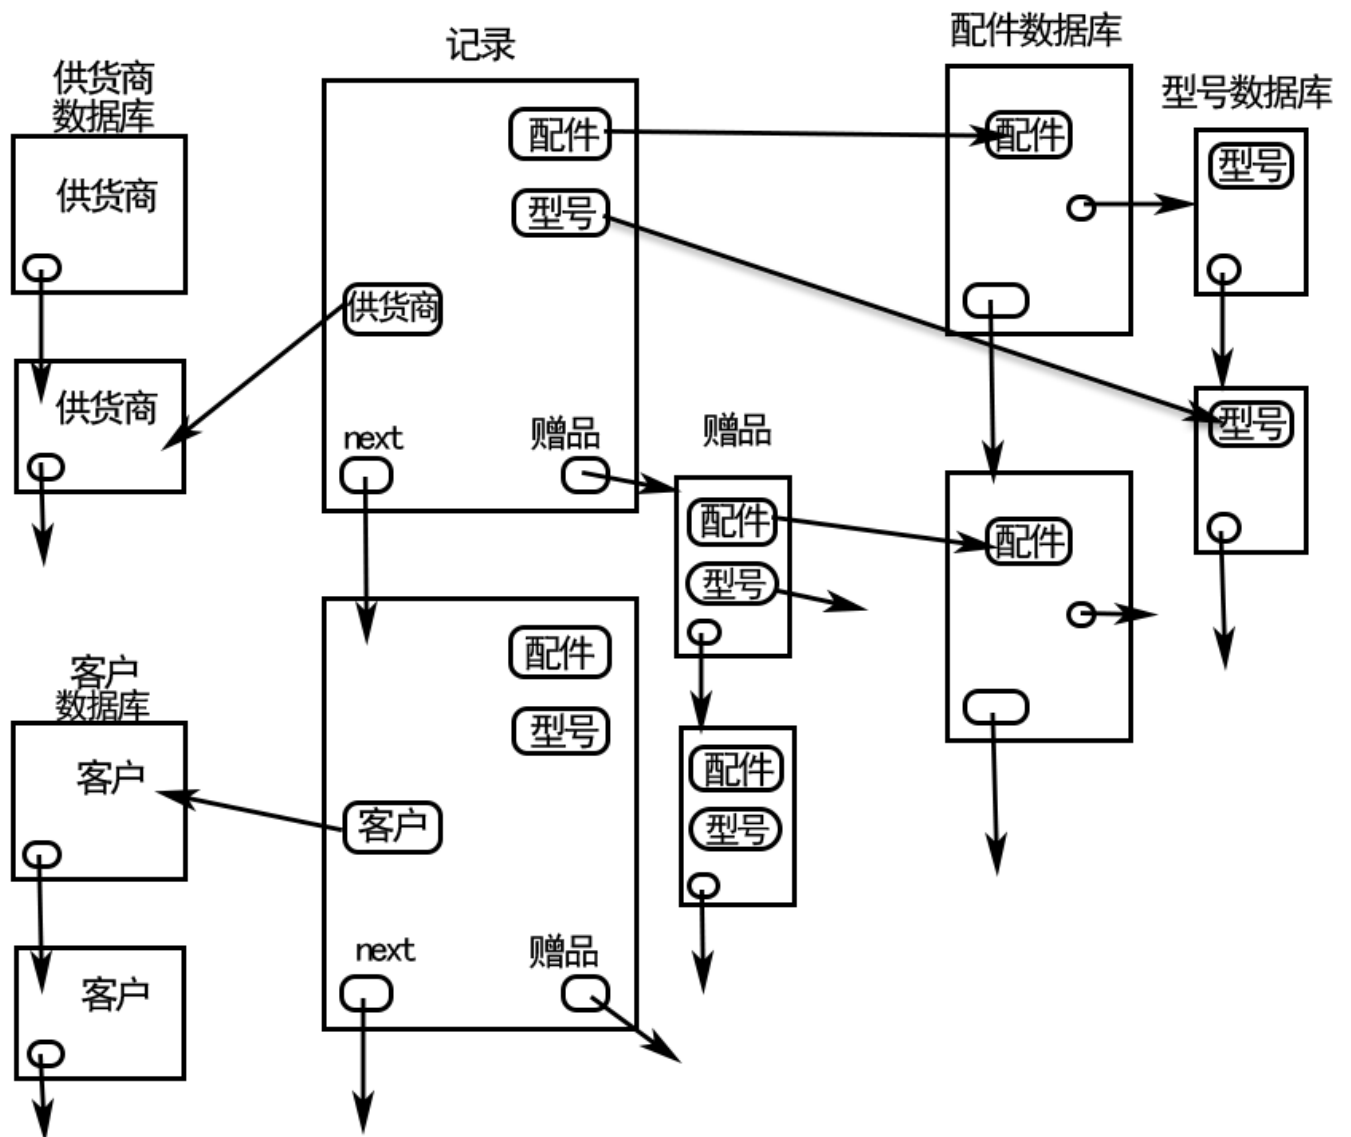 供货商
数据库
供货商
供货商
客户
数据库
客户
客户
记录
配件
型号
供货商
next
赠品
配件
型号
客户
next
赠品
赠品
配件
型号
配件
型号
配件数据库
配件
配件
型号数据库
型号
型号